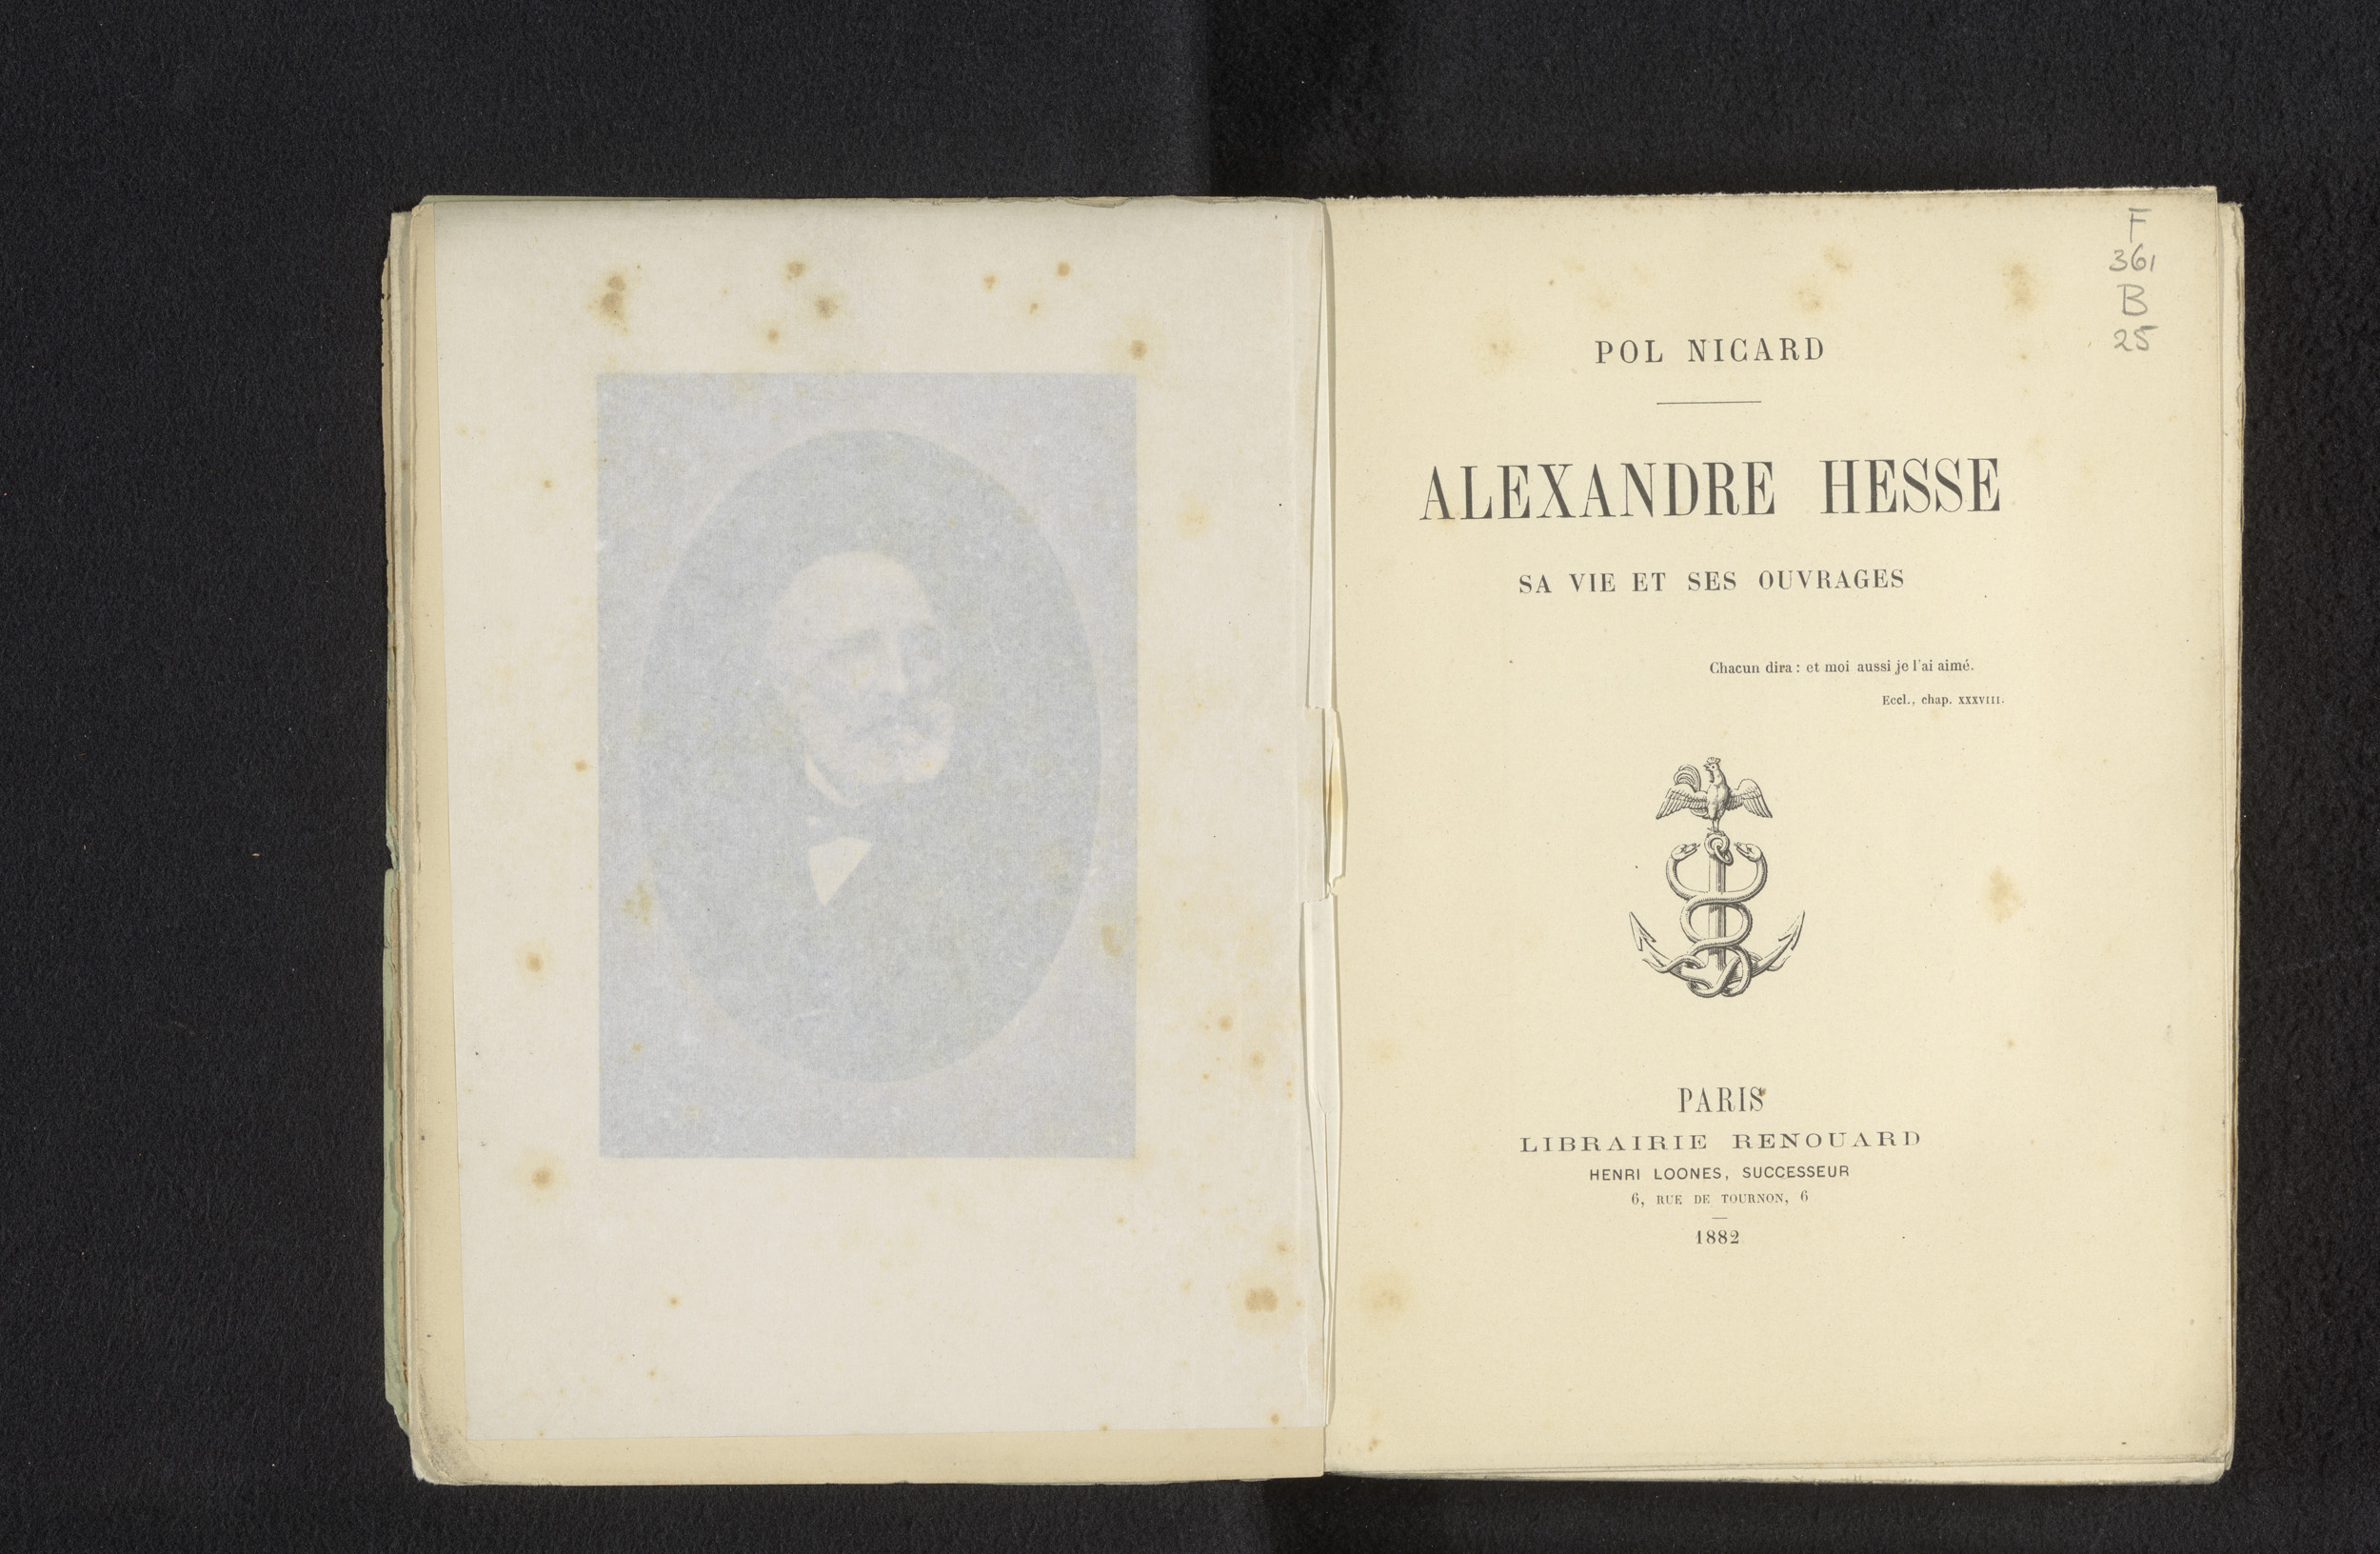 F
361
B
25
POL NICARD
ALEXANDRE HESSE
SA VIE ET SES OUVRAGES
Chacun dira : et moi aussi je l'ai aimé.
Eccl., chap. XXXVIII.
PARIS
LIBRAIRIE RENOUARD
HENRI LOONES, SUCCESSEUR
6, RUE DE TOURNON, 6
1882